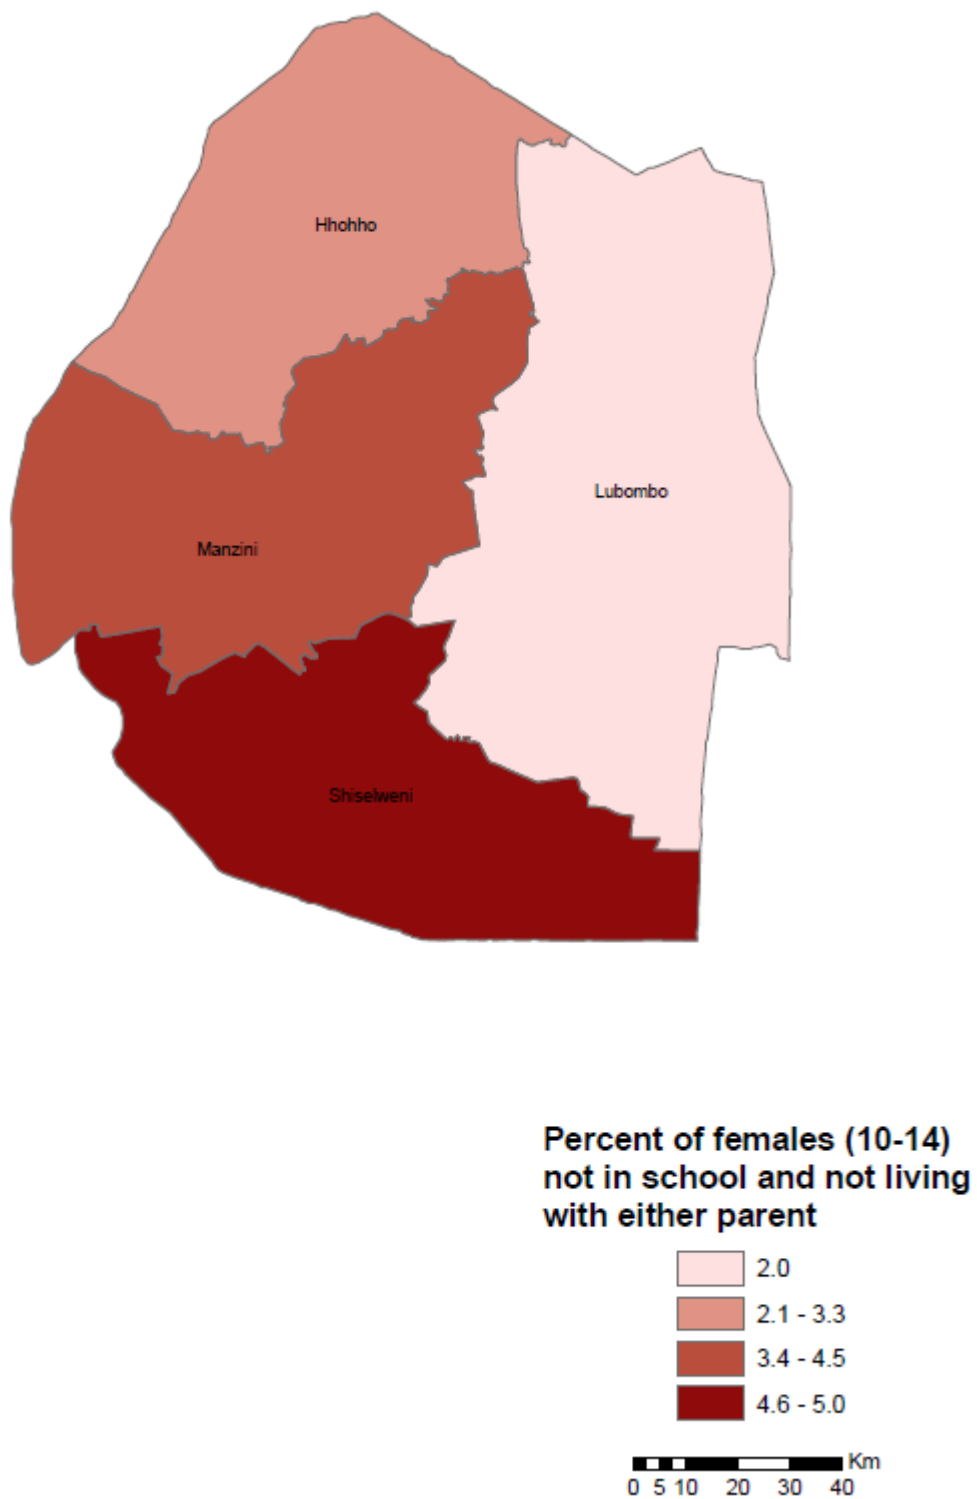 Hhohho
Lubombo
Manzini
Shiselweni
Percent of females (10-14)
not in school and not living
with either parent
2.0
2.1 - 3.3
3.4 - 4.5
4.6 - 5.0
Km
0 5 10 20 30 40